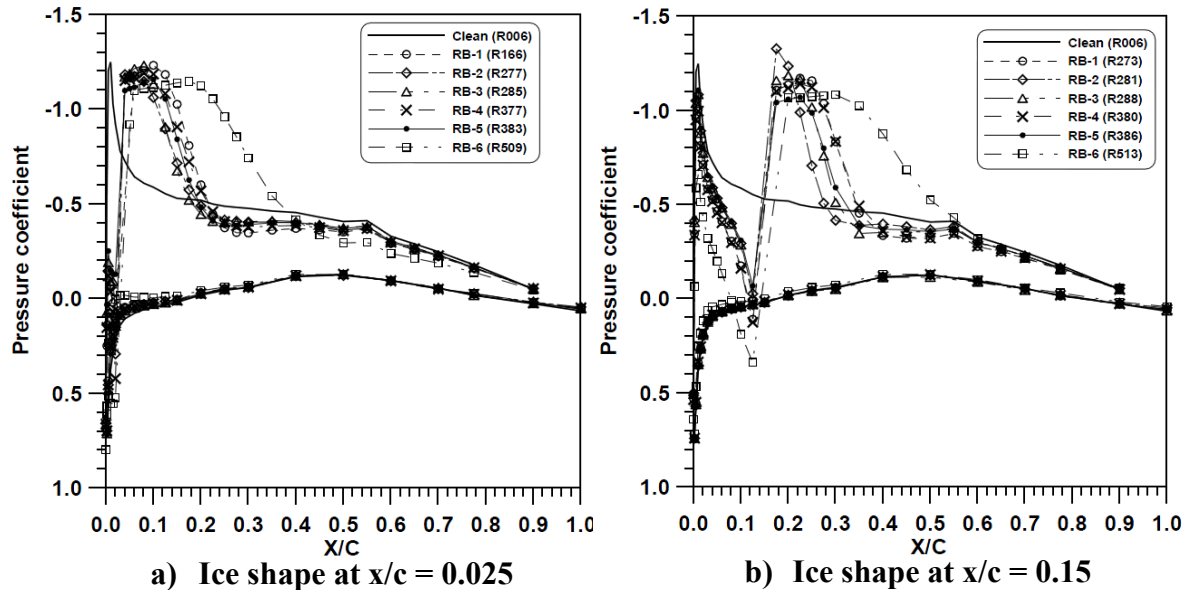 -1.5
-1.0
-0.5
0.0
0.5
1.0
Pressure coefficient
Clean (R006)
RB-1 (R166)
RB-2 (R277)
RB-3 (R285)
RB-4 (R377)
RB-5 (R383)
RB-6 (R509)
0.0 0.1 0.2 0.3 0.4 0.5 0.6 0.7 0.8 0.9 1.0
X/C
a) Ice shape at x/c = 0.025
-1.5
-1.0
-0.5
0.0
0.5
1.0
Pressure coefficient
Clean (R006)
RB-1 (R273)
RB-2 (R281)
RB-3 (R288)
RB-4 (R380)
RB-5 (R386)
RB-6 (R513)
0.0 0.1 0.2 0.3 0.4 0.5 0.6 0.7 0.8 0.9 1.0
X/C
b) Ice shape at x/c = 0.15